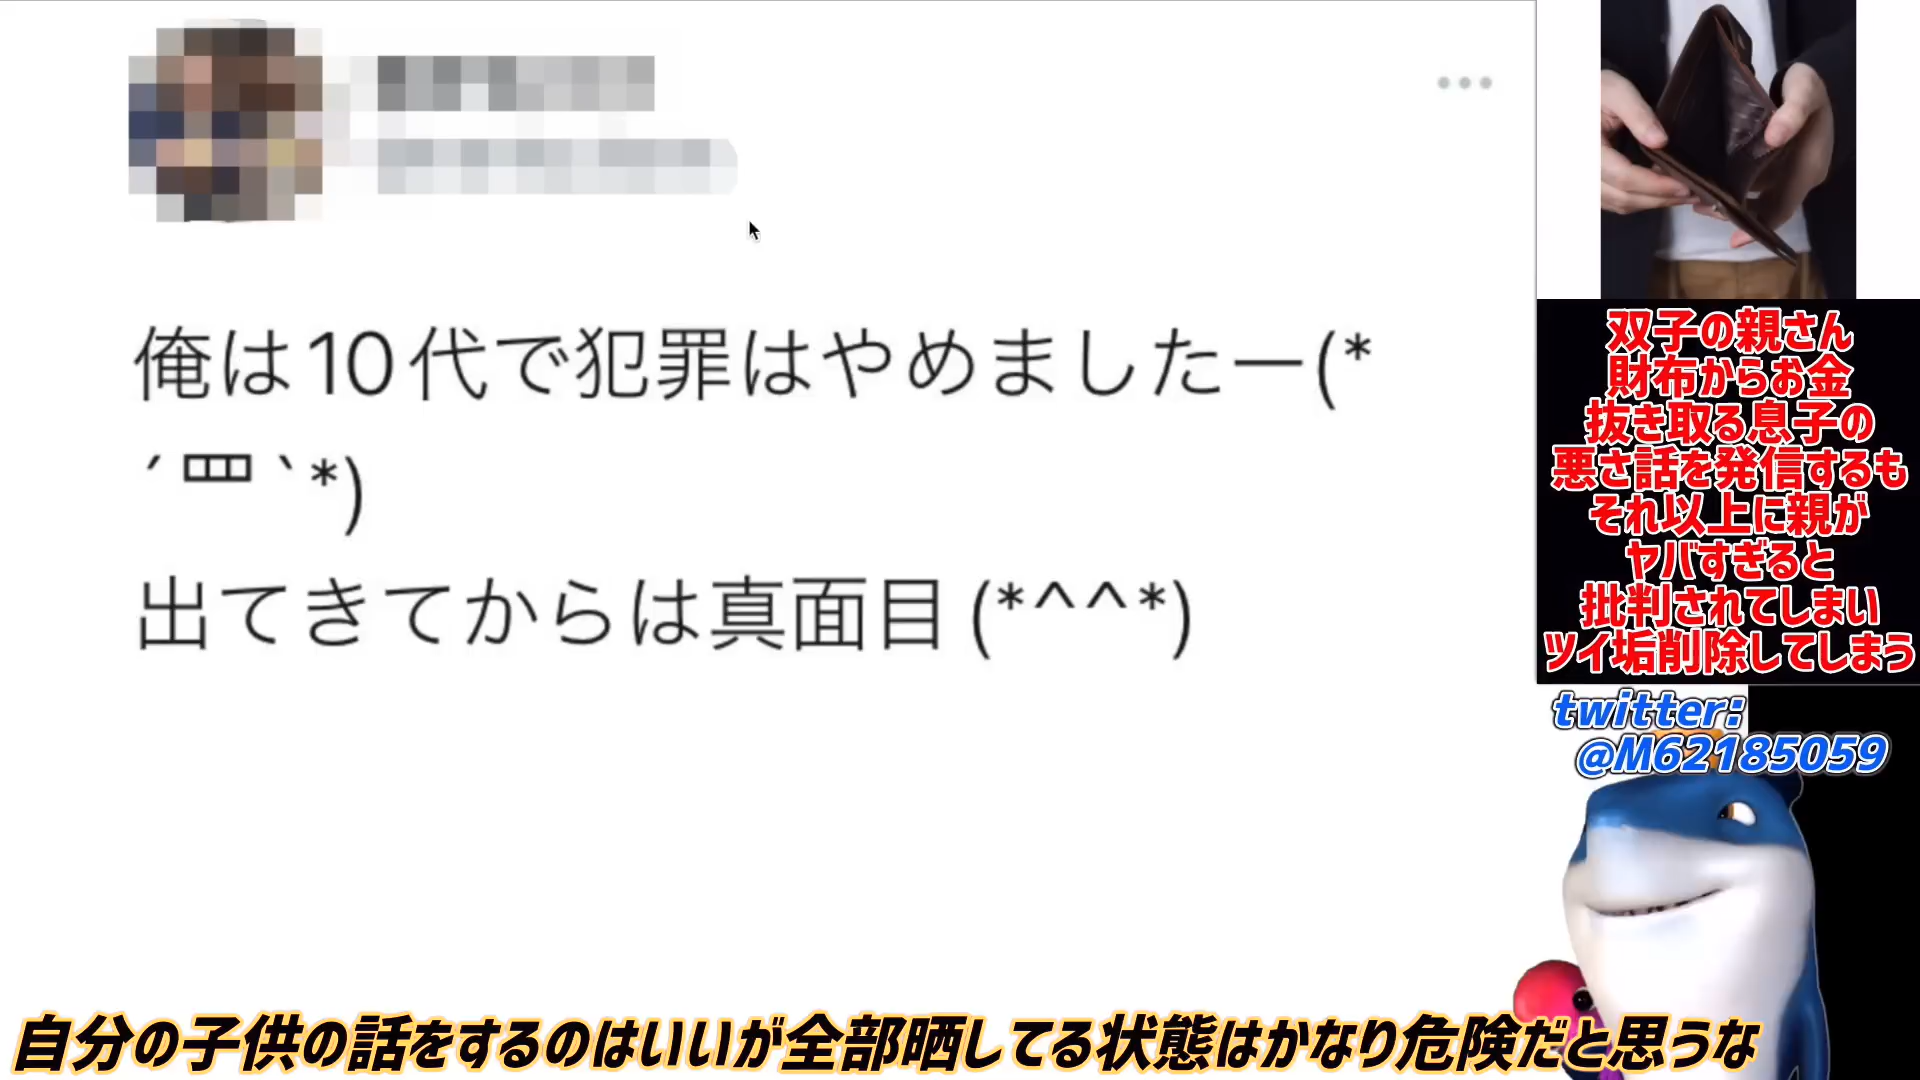 俺は10代で犯罪はやめましたー(*
´罒`*)
出てきてからは真面目(*^^*)
双子の親さん
財布からお金
抜き取る息子の
悪さ話を発信するも
それ以上に親が
ヤバすぎると
批判されてしまい
ツイ垢削除してしまう
twitter:
@M62185059
自分の子供の話をするのはいいが全部晒してる状態はかなり危険だと思うな